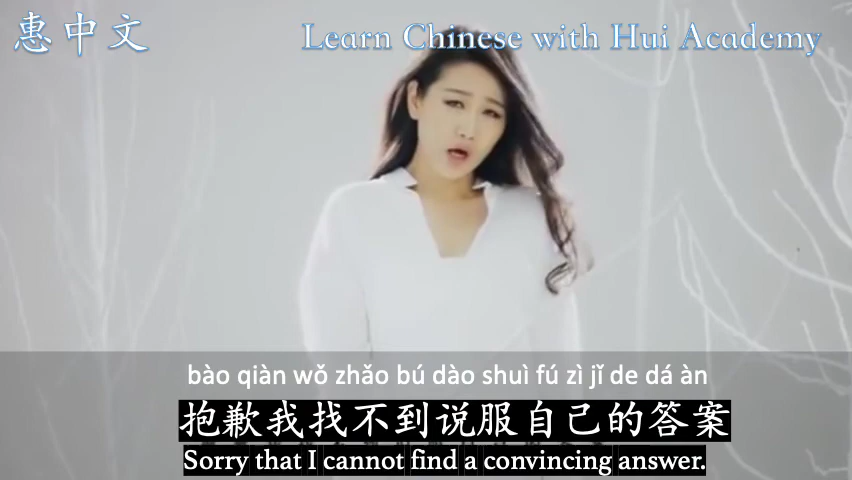 惠中文
Learn Chinese with Hui Academy
bào qiàn wǒ zhǎo bú dào shuì fú zì jǐ de dá àn
抱歉我找不到说服自己的答案
Sorry that I cannot find a convincing answer.